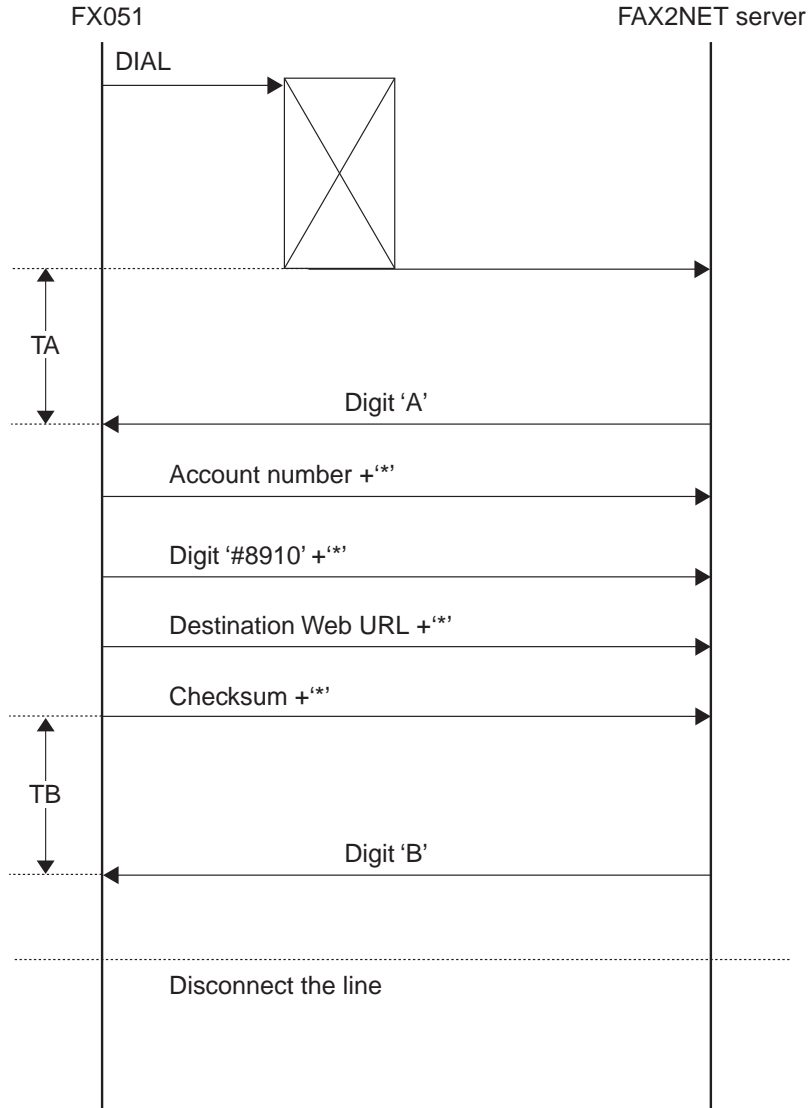 FX051
FAX2NET server
DIAL
TA
Digit ‘A’
Account number +‘*’
Digit ‘#8910’ +‘*’
Destination Web URL +‘*’
Checksum +‘*’
TB
Digit ‘B’
Disconnect the line